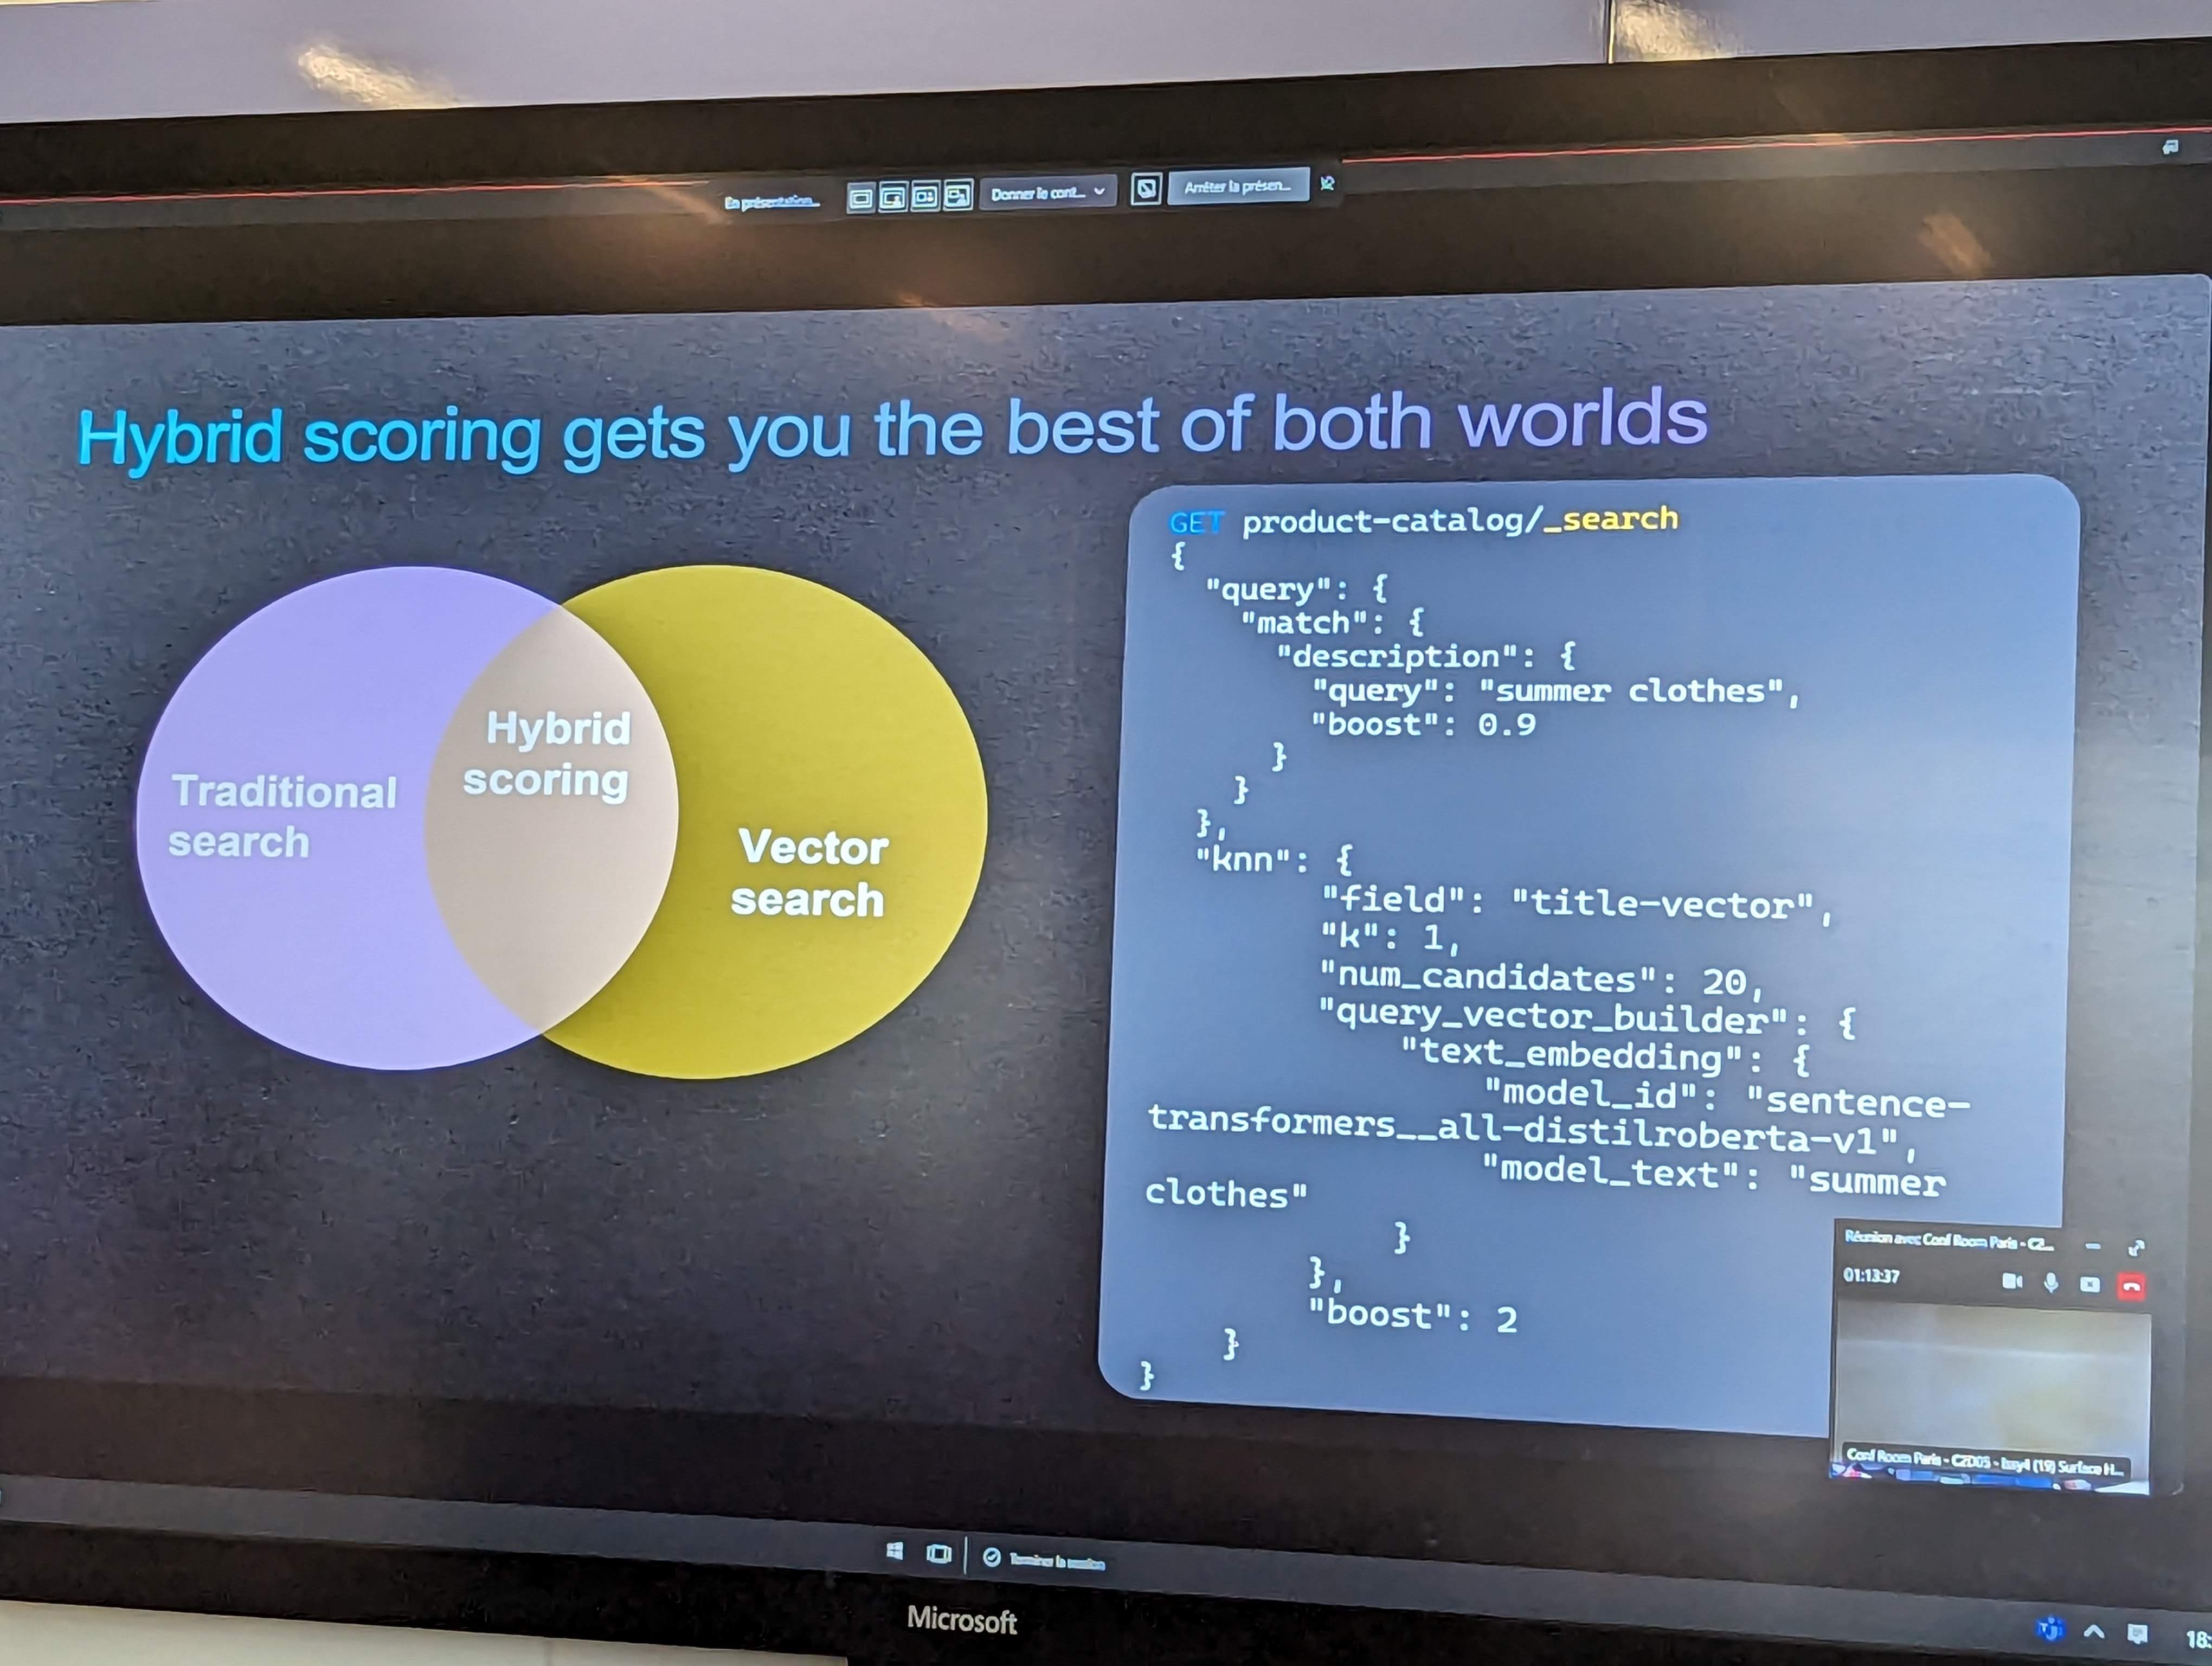 En présentation...
Donner le cont...
Arrêter la présen...
Hybrid scoring gets you the best of both worlds
Traditional
search
Hybrid
scoring
Vector
search
GET product-catalog/_search
{
"query": {
"match": {
"description": {
"query": "summer clothes",
"boost": 0.9
}
}
},
"knn": {
"field": "title-vector",
"k": 1,
"num_candidates": 20,
"query_vector_builder": {
"text_embedding": {
"model_id": "sentence-
transformers__all-distilroberta-v1",
"model_text": "summer
clothes"
}
},
"boost": 2
}
}
Réunion avec Conf Room Paris - C2...
01:13:37
Conf Room Paris - C2D05 - Issy4 (19) Surface H...
Terminer la session
Microsoft
18: